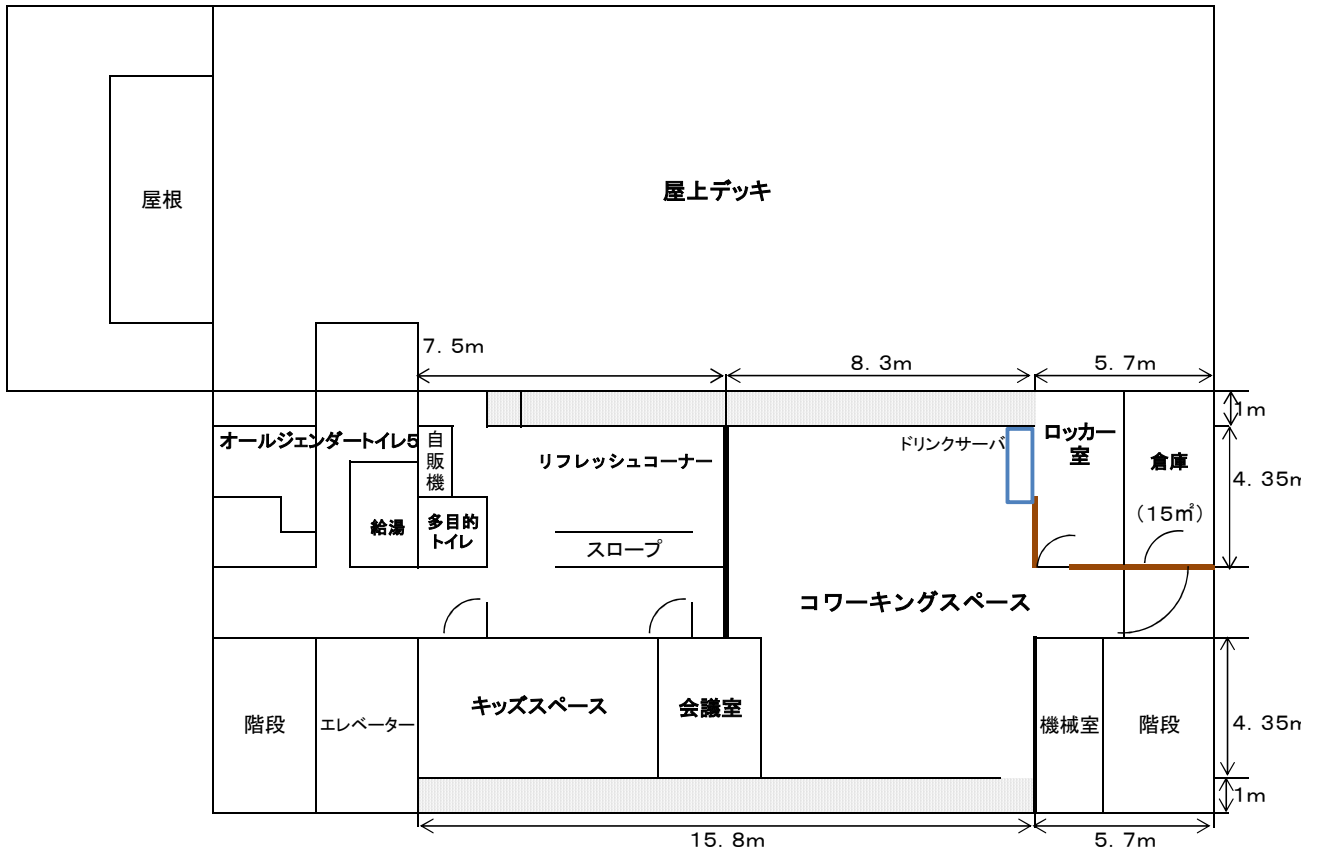 屋根
屋上デッキ
7. 5m
8. 3m
5. 7m
1m
オールジェンダートイレ5
自
販
機
リフレッシュコーナー
ドリンクサーバ
ロッカー
室
倉庫
4. 35m
(15㎡)
給湯
多目的
トイレ
スロープ
コワーキングスペース
階段
エレベーター
キッズスペース
会議室
機械室
階段
4. 35m
1m
15. 8m
5. 7m